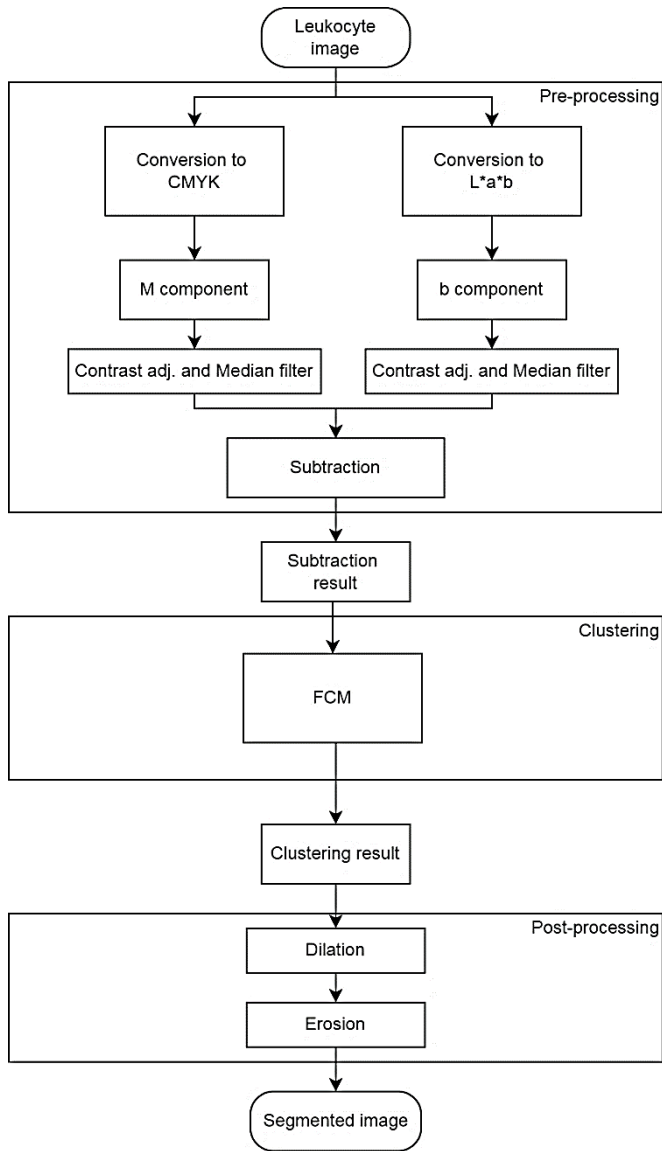 Leukocyte
image
Pre-processing
Conversion to
CMYK
Conversion to
L*a*b
M component
b component
Contrast adj. and Median filter
Contrast adj. and Median filter
Subtraction
Subtraction
result
Clustering
FCM
Clustering result
Post-processing
Dilation
Erosion
Segmented image